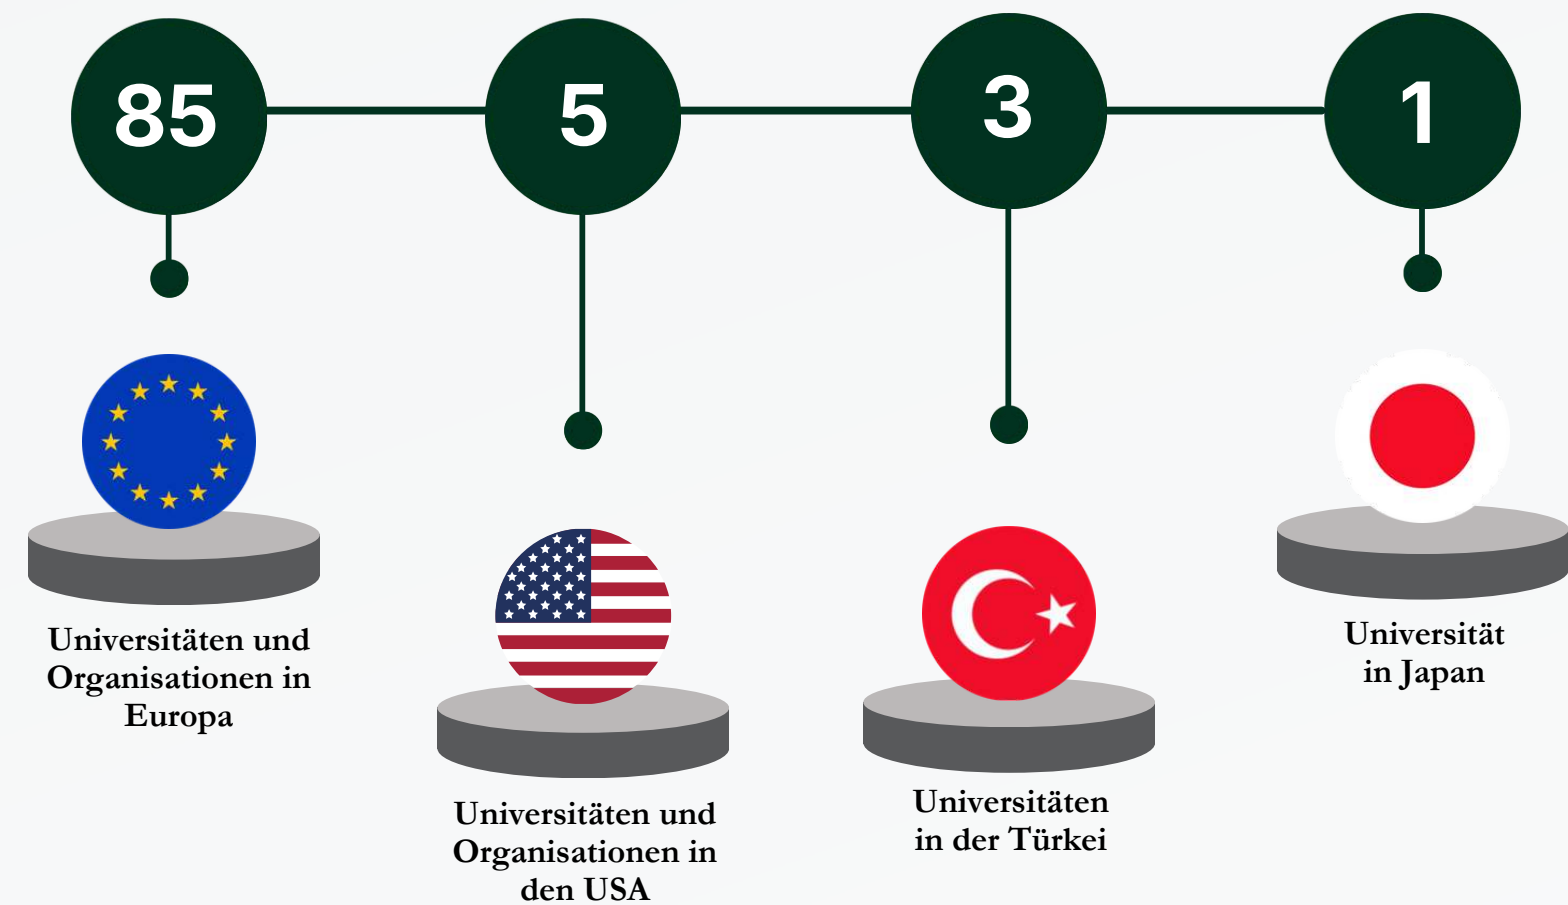 85
5
3
1
Universitäten und
Organisationen in
Europa
Universitäten und
Organisationen in
den USA
Universitäten
in der Türkei
Universität
in Japan